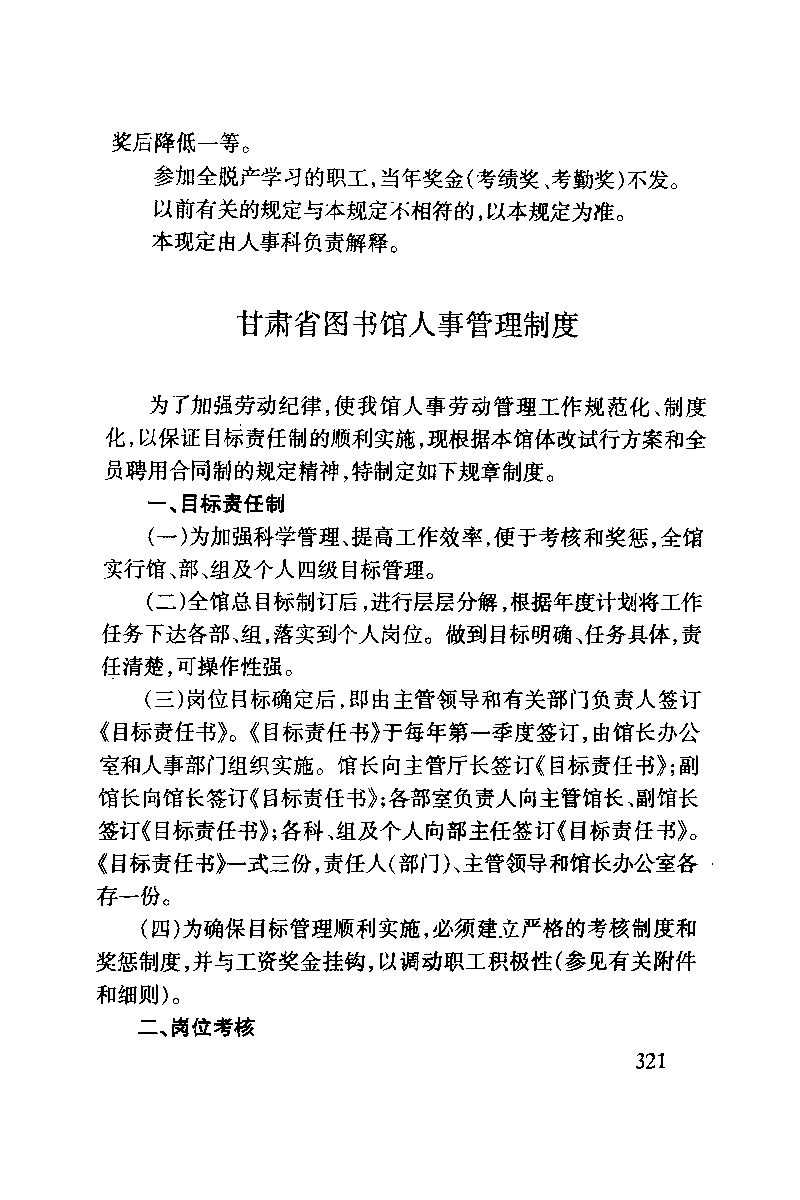 奖后降低一等。
参加全脱产学习的职工,当年奖金(考绩奖、考勤奖)不发。
以前有关的规定与本规定不相符的,以本规定为准。
本现定由人事科负责解释。
甘肃省图书馆人事管理制度
为了加强劳动纪律,使我馆人事劳动管理工作规范化、制度
化,以保证目标责任制的顺利实施,现根据本馆体改试行方案和全
员聘用合同制的规定精神,特制定如下规章制度。
一、目标责任制
(一)为加强科学管理、提高工作效率,便于考核和奖惩,全馆
实行馆、部、组及个人四级目标管理。
(二)全馆总目标制订后,进行层层分解,根据年度计划将工作
任务下达各部、组,落实到个人岗位。做到目标明确、任务具体,责
任清楚,可操作性强。
(三)岗位目标确定后,即由主管领导和有关部门负责人签订
《目标责任书》。《目标责任书》于每年第一季度签订,由馆长办公
室和人事部门组织实施。馆长向主管厅长签订《目标责任书》;副
馆长向馆长签订《目标责任书》;各部室负责人向主管馆长、副馆长
签订《目标责任书》;各科、组及个人向部主任签订《目标责任书》。
《目标责任书》一式三份,责任人(部门)、主管领导和馆长办公室各
存一份。
(四)为确保目标管理顺利实施,必须建立严格的考核制度和
奖惩制度,并与工资奖金挂钩,以调动职工积极性(参见有关附件
和细则)。
二、岗位考核
321